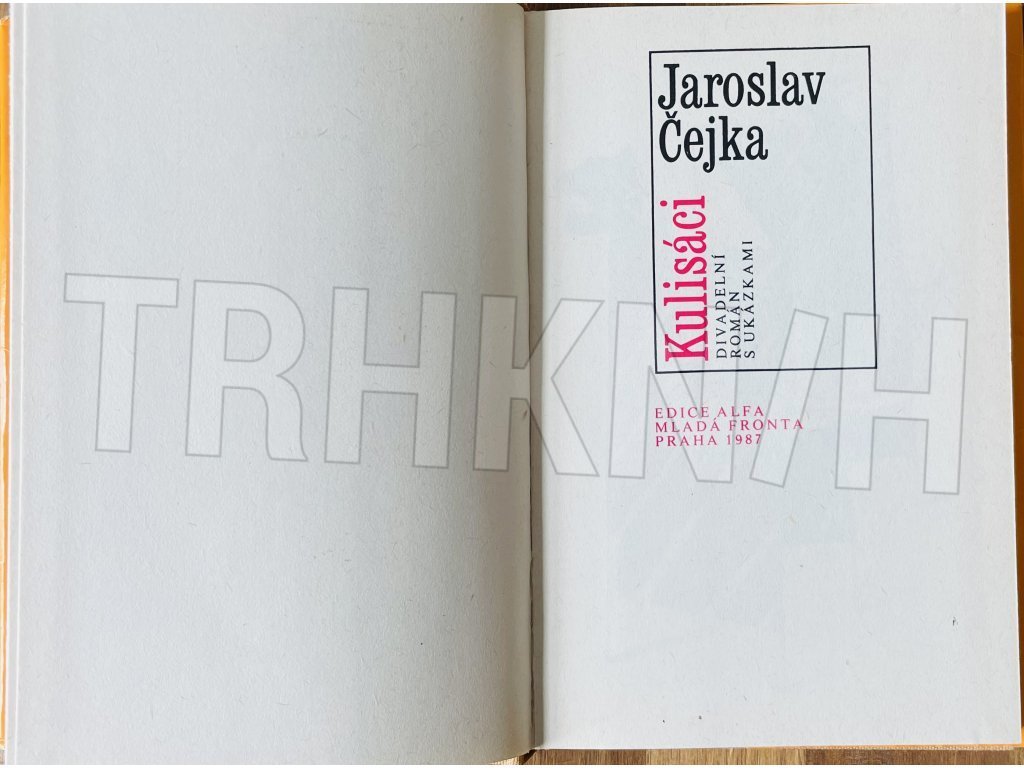 Jaroslav
Čejka
Kulisáci
DIVADELNÍ
ROMÁN
S UKÁZKAMI
EDICE ALFA
MLADÁ FRONTA
PRAHA 1987
TRHKNIH